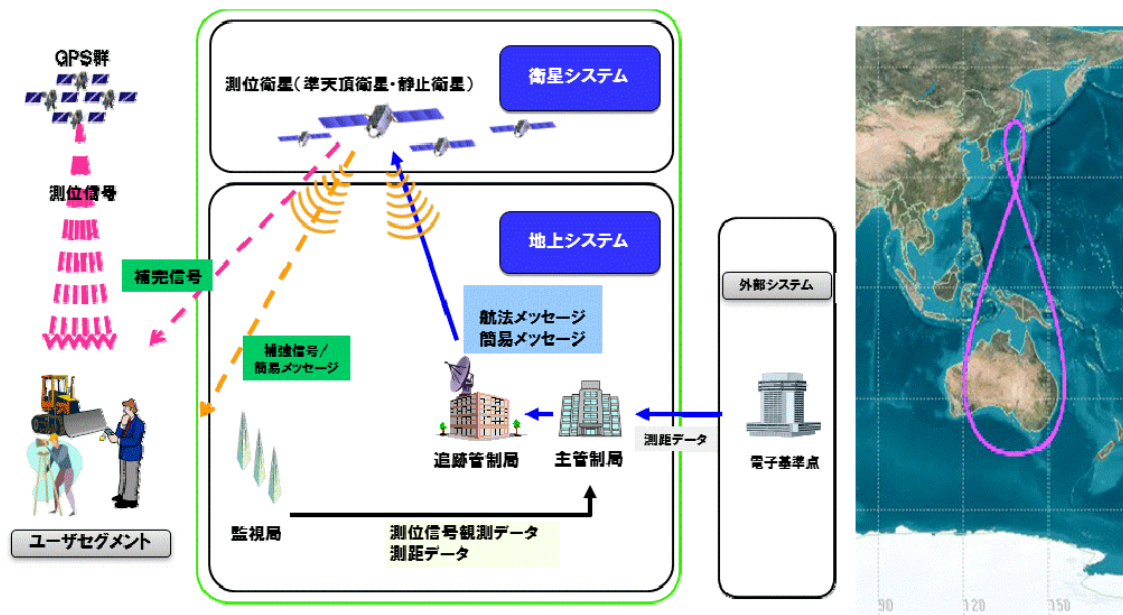 GPS群
測位信号
補完信号
ユーザセグメント
測位衛星(準天頂衛星・静止衛星)
衛星システム
地上システム
航法メッセージ
簡易メッセージ
補強信号/
簡易メッセージ
追跡管制局
主管制局
監視局
測位信号観測データ
測距データ
測距データ
外部システム
電子基準点
90
120
150